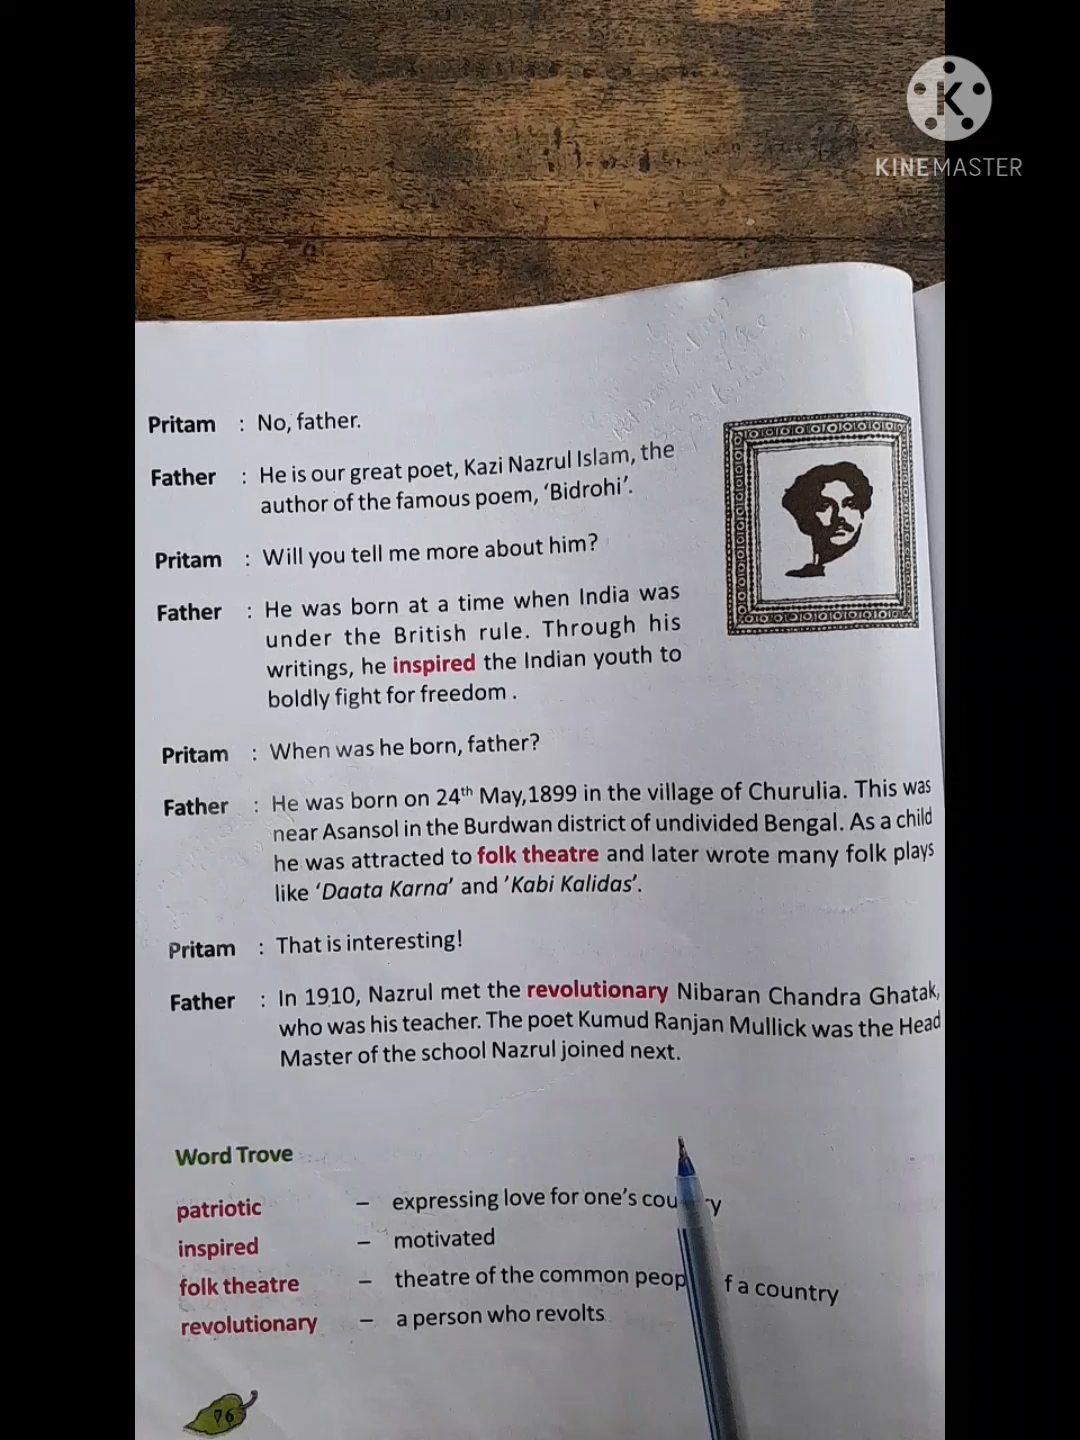 KINEMASTER
Pritam : No, father.
Father : He is our great poet, Kazi Nazrul Islam, the
author of the famous poem, ‘Bidrohi’.
Pritam : Will you tell me more about him?
Father : He was born at a time when India was
under the British rule. Through his
writings, he inspired the Indian youth to
boldly fight for freedom .
Pritam : When was he born, father?
Father : He was born on 24th May,1899 in the village of Churulia. This was
near Asansol in the Burdwan district of undivided Bengal. As a child
he was attracted to folk theatre and later wrote many folk plays
like ‘Daata Karna’ and ’Kabi Kalidas’.
Pritam : That is interesting!
Father : In 1910, Nazrul met the revolutionary Nibaran Chandra Ghatak,
who was his teacher. The poet Kumud Ranjan Mullick was the Head
Master of the school Nazrul joined next.
Word Trove
patriotic – expressing love for one’s
inspired – motivated
folk theatre – theatre of the common a country
revolutionary – a person who revolts
76